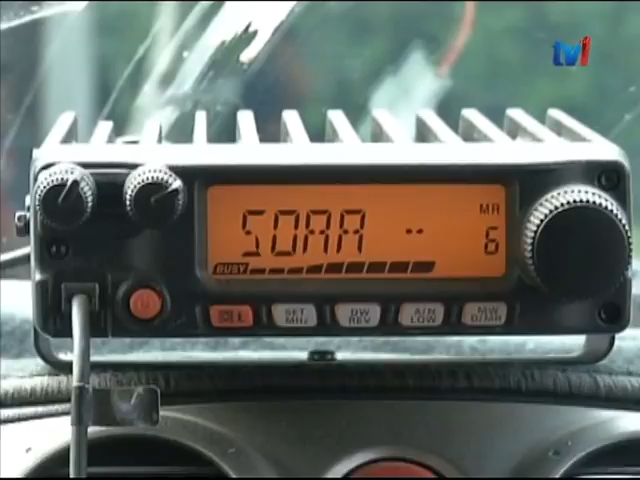 tv1
MR
SOAA --
6
BUSY
SET MHz
DW REV
A/N LOW
MW D/MR